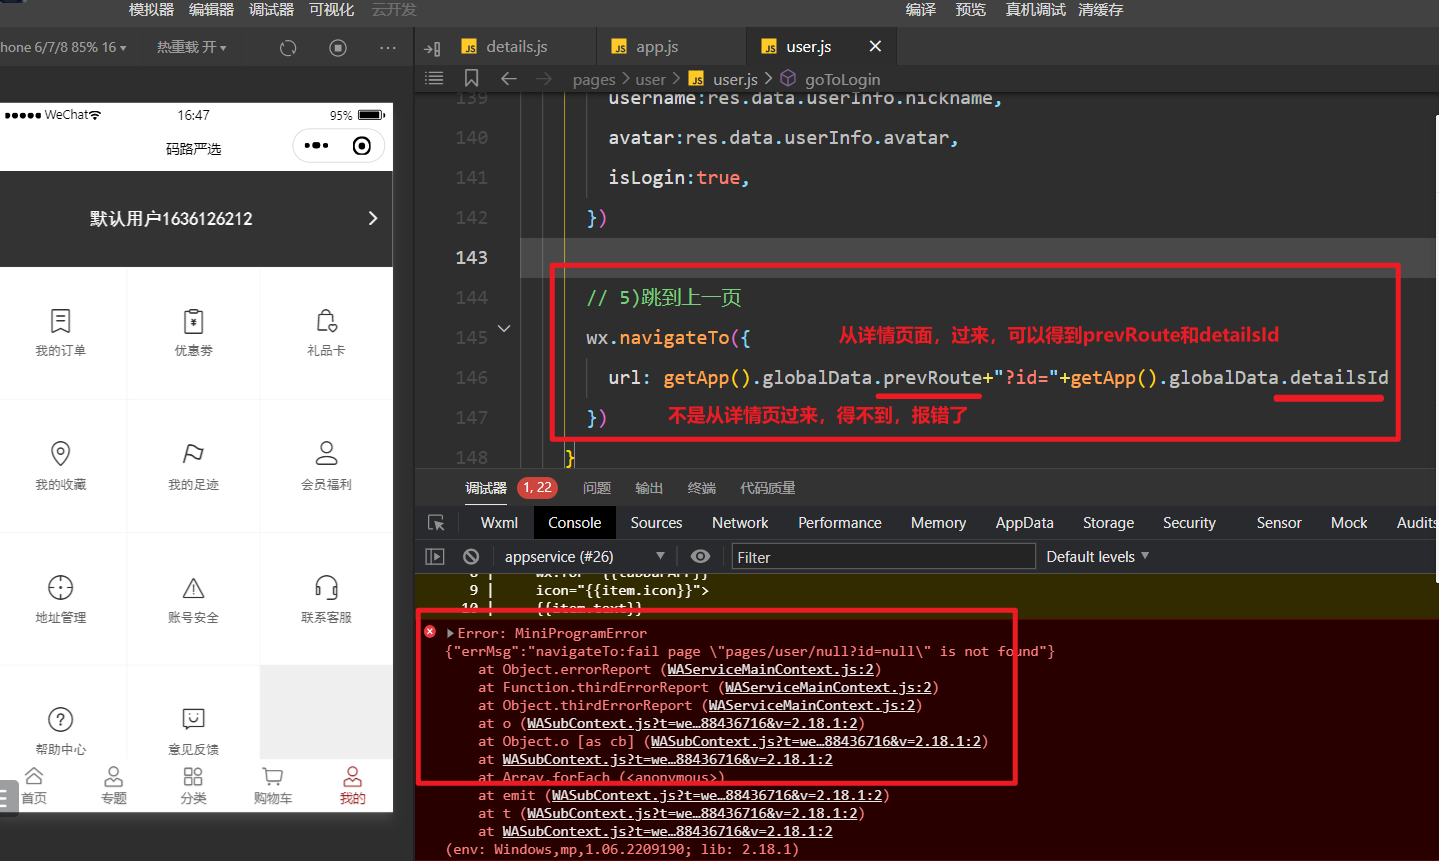 模拟器 编辑器 调试器 可视化 云开发 编译 预览 真机调试 清缓存
hone 6/7/8 85% 16 热重载 开
details.js app.js user.js
pages user user.js goToLogin
●●●●● WeChat 16:47 95%
码路严选
默认用户1636126212
我的订单 优惠劵 礼品卡
我的收藏 我的足迹 会员福利
地址管理 账号安全 联系客服
帮助中心 意见反馈
首页 专题 分类 购物车 我的
139 username:res.data.userInfo.nickname,
140 avatar:res.data.userInfo.avatar,
141 isLogin:true,
142 })
143
144 // 5)跳到上一页
145 wx.navigateTo({
从详情页面，过来，可以得到prevRoute和detailsId
146 url: getApp().globalData.prevRoute+"?id="+getApp().globalData.detailsId
147 })
不是从详情页过来，得不到，报错了
148 }
调试器 1, 22 问题 输出 终端 代码质量
Wxml Console Sources Network Performance Memory AppData Storage Security Sensor Mock Audits
appservice (#26) Filter Default levels
8 | wx:for="{{tabbarArr}}"
9 | icon="{{item.icon}}">
10 | {{item.text}}
Error: MiniProgramError
{"errMsg":"navigateTo:fail page \"pages/user/null?id=null\" is not found"}
at Object.errorReport (WAServiceMainContext.js:2)
at Function.thirdErrorReport (WAServiceMainContext.js:2)
at Object.thirdErrorReport (WAServiceMainContext.js:2)
at o (WASubContext.js?t=we…88436716&v=2.18.1:2)
at Object.o [as cb] (WASubContext.js?t=we…88436716&v=2.18.1:2)
at WASubContext.js?t=we…88436716&v=2.18.1:2
at Array.forEach (<anonymous>)
at emit (WASubContext.js?t=we…88436716&v=2.18.1:2)
at t (WASubContext.js?t=we…88436716&v=2.18.1:2)
at WASubContext.js?t=we…88436716&v=2.18.1:2
(env: Windows,mp,1.06.2209190; lib: 2.18.1)